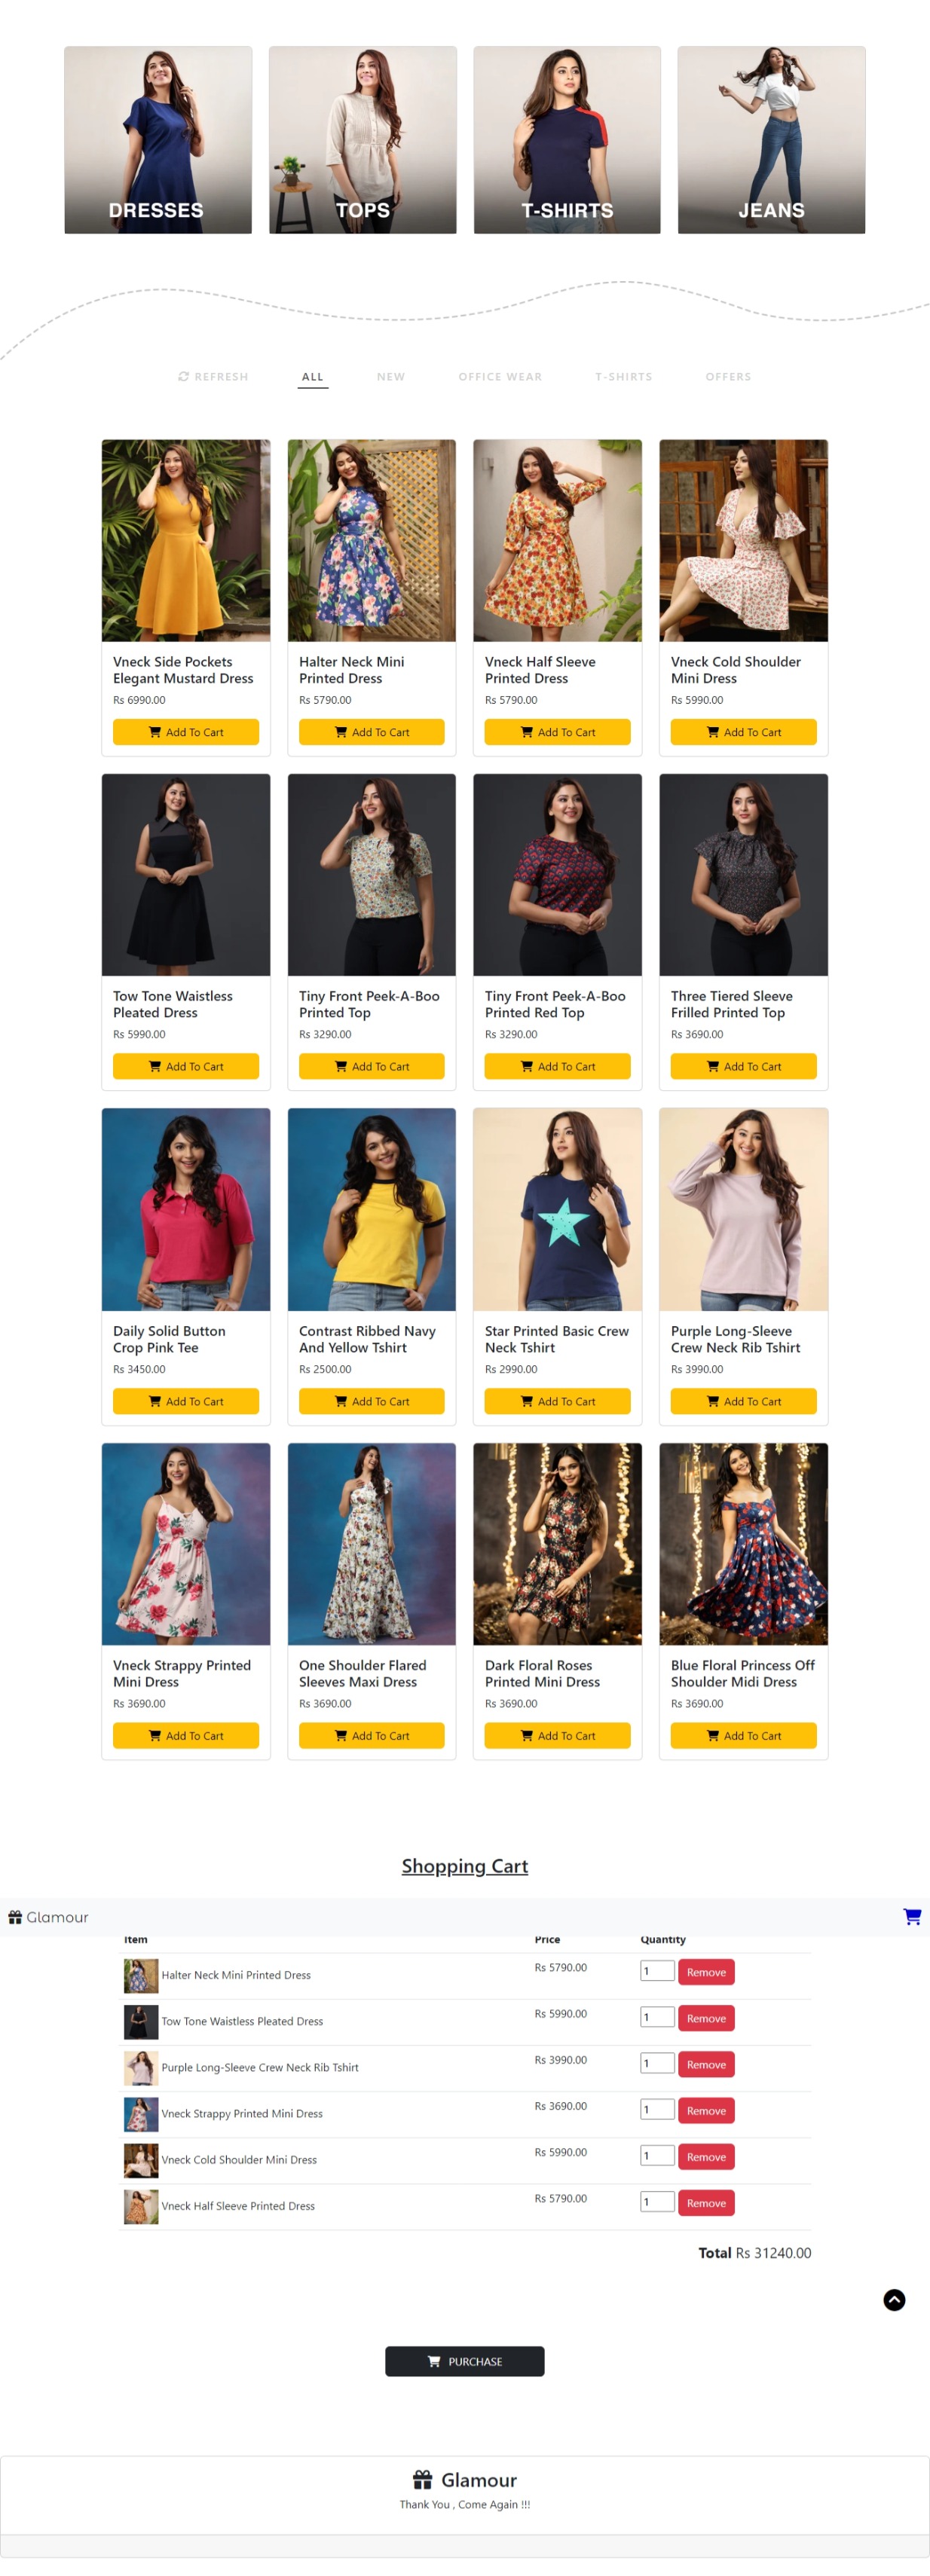 DRESSES
TOPS
T-SHIRTS
JEANS
REFRESH
ALL
NEW
OFFICE WEAR
T-SHIRTS
OFFERS
Vneck Side Pockets
Elegant Mustard Dress
Rs 6990.00
Add To Cart
Halter Neck Mini
Printed Dress
Rs 5790.00
Add To Cart
Vneck Half Sleeve
Printed Dress
Rs 5790.00
Add To Cart
Vneck Cold Shoulder
Mini Dress
Rs 5990.00
Add To Cart
Tow Tone Waistless
Pleated Dress
Rs 5990.00
Add To Cart
Tiny Front Peek-A-Boo
Printed Top
Rs 3290.00
Add To Cart
Tiny Front Peek-A-Boo
Printed Red Top
Rs 3290.00
Add To Cart
Three Tiered Sleeve
Frilled Printed Top
Rs 3690.00
Add To Cart
Daily Solid Button
Crop Pink Tee
Rs 3450.00
Add To Cart
Contrast Ribbed Navy
And Yellow Tshirt
Rs 2500.00
Add To Cart
Star Printed Basic Crew
Neck Tshirt
Rs 2990.00
Add To Cart
Purple Long-Sleeve
Crew Neck Rib Tshirt
Rs 3990.00
Add To Cart
Vneck Strappy Printed
Mini Dress
Rs 3690.00
Add To Cart
One Shoulder Flared
Sleeves Maxi Dress
Rs 3690.00
Add To Cart
Dark Floral Roses
Printed Mini Dress
Rs 3690.00
Add To Cart
Blue Floral Princess Off
Shoulder Midi Dress
Rs 3690.00
Add To Cart
Shopping Cart
Glamour
Item Price Quantity
Halter Neck Mini Printed Dress Rs 5790.00 1 Remove
Tow Tone Waistless Pleated Dress Rs 5990.00 1 Remove
Purple Long-Sleeve Crew Neck Rib Tshirt Rs 3990.00 1 Remove
Vneck Strappy Printed Mini Dress Rs 3690.00 1 Remove
Vneck Cold Shoulder Mini Dress Rs 5990.00 1 Remove
Vneck Half Sleeve Printed Dress Rs 5790.00 1 Remove
Total Rs 31240.00
PURCHASE
Glamour
Thank You , Come Again !!!